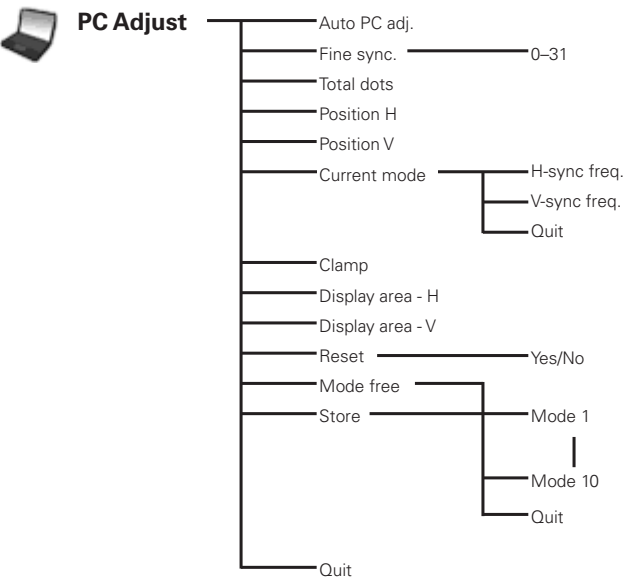 PC Adjust
Auto PC adj.
Fine sync.
0–31
Total dots
Position H
Position V
Current mode
H-sync freq.
V-sync freq.
Quit
Clamp
Display area - H
Display area - V
Reset
Yes/No
Mode free
Store
Mode 1
Mode 10
Quit
Quit